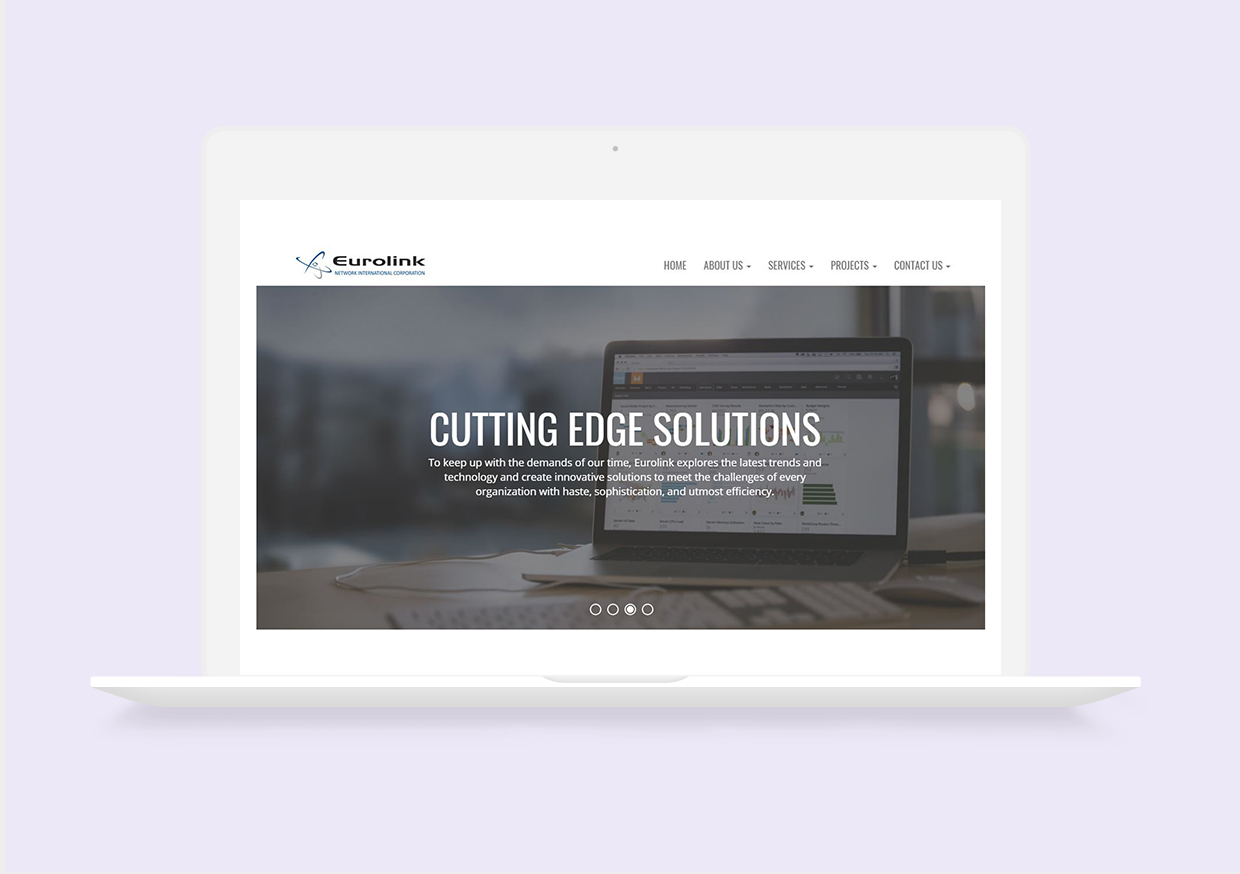 Eurolink
NETWORK INTERNATIONAL CORPORATION
HOME ABOUT US SERVICES PROJECTS CONTACT US
CUTTING EDGE SOLUTIONS
To keep up with the demands of our time, Eurolink explores the latest trends and
technology and create innovative solutions to meet the challenges of every
organization with haste, sophistication, and utmost efficiency.